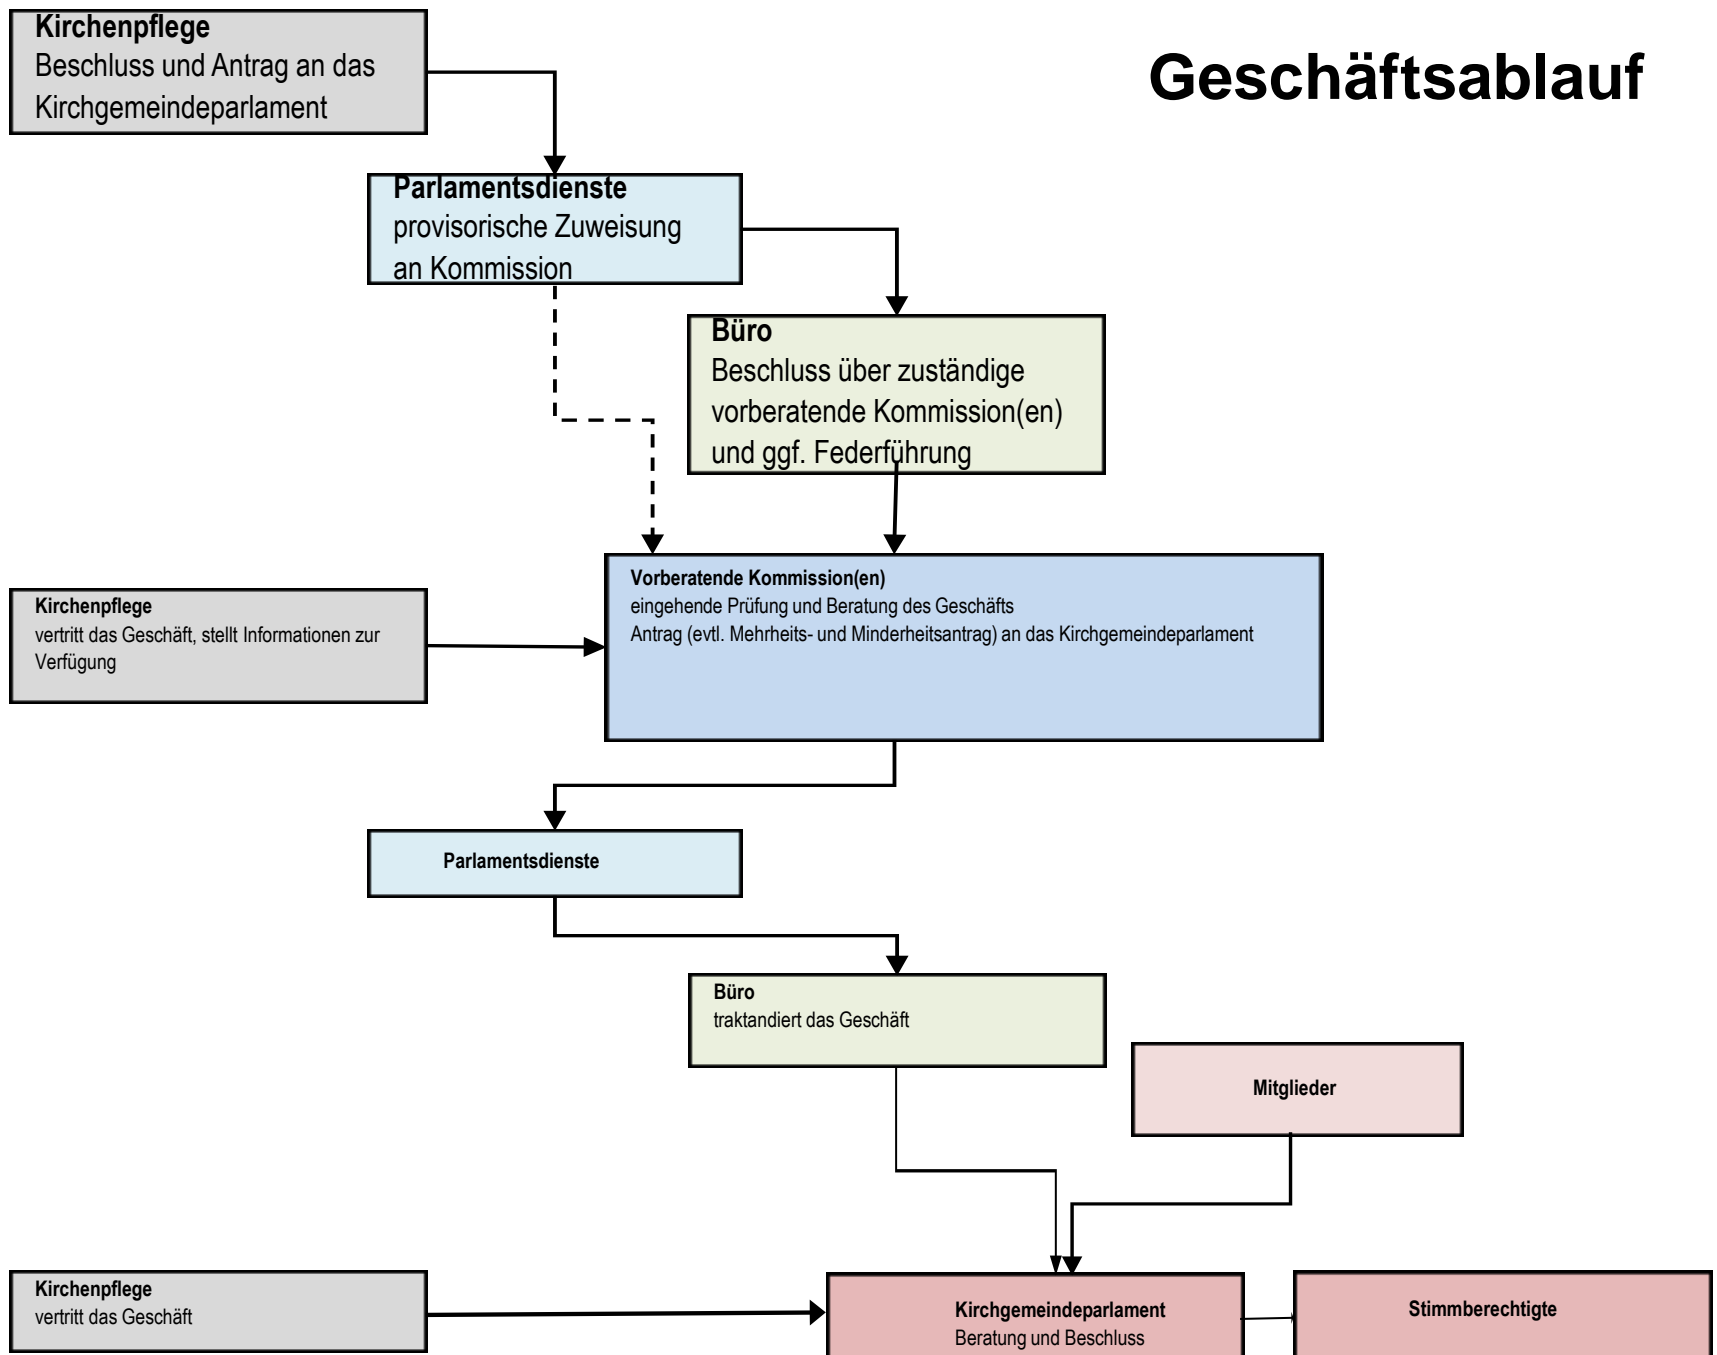 Geschäftsablauf
Kirchenpflege
Beschluss und Antrag an das
Kirchgemeindeparlament
Parlamentsdienste
provisorische Zuweisung
an Kommission
Büro
Beschluss über zuständige
vorberatende Kommission(en)
und ggf. Federführung
Vorberatende Kommission(en)
eingehende Prüfung und Beratung des Geschäfts
Antrag (evtl. Mehrheits- und Minderheitsantrag) an das Kirchgemeindeparlament
Kirchenpflege
vertritt das Geschäft, stellt Informationen zur
Verfügung
Parlamentsdienste
Büro
traktandiert das Geschäft
Mitglieder
Kirchenpflege
vertritt das Geschäft
Kirchgemeindeparlament
Beratung und Beschluss
Stimmberechtigte